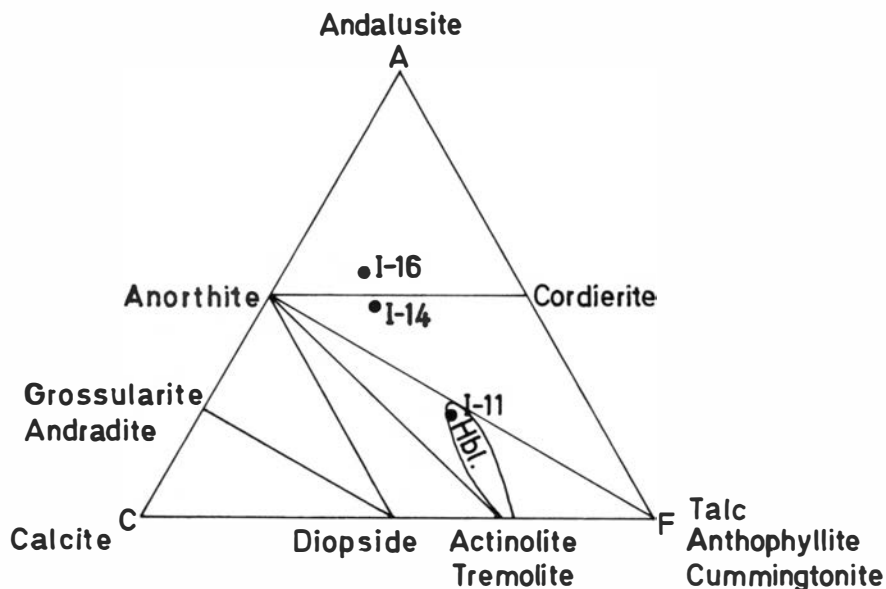 Andalusite
A
I-16
Anorthite
Cordierite
I-14
Grossularite
Andradite
I-11
Hbl.
C
F
Talc
Calcite
Diopside
Actinolite
Anthophyllite
Tremolite
Cummingtonite